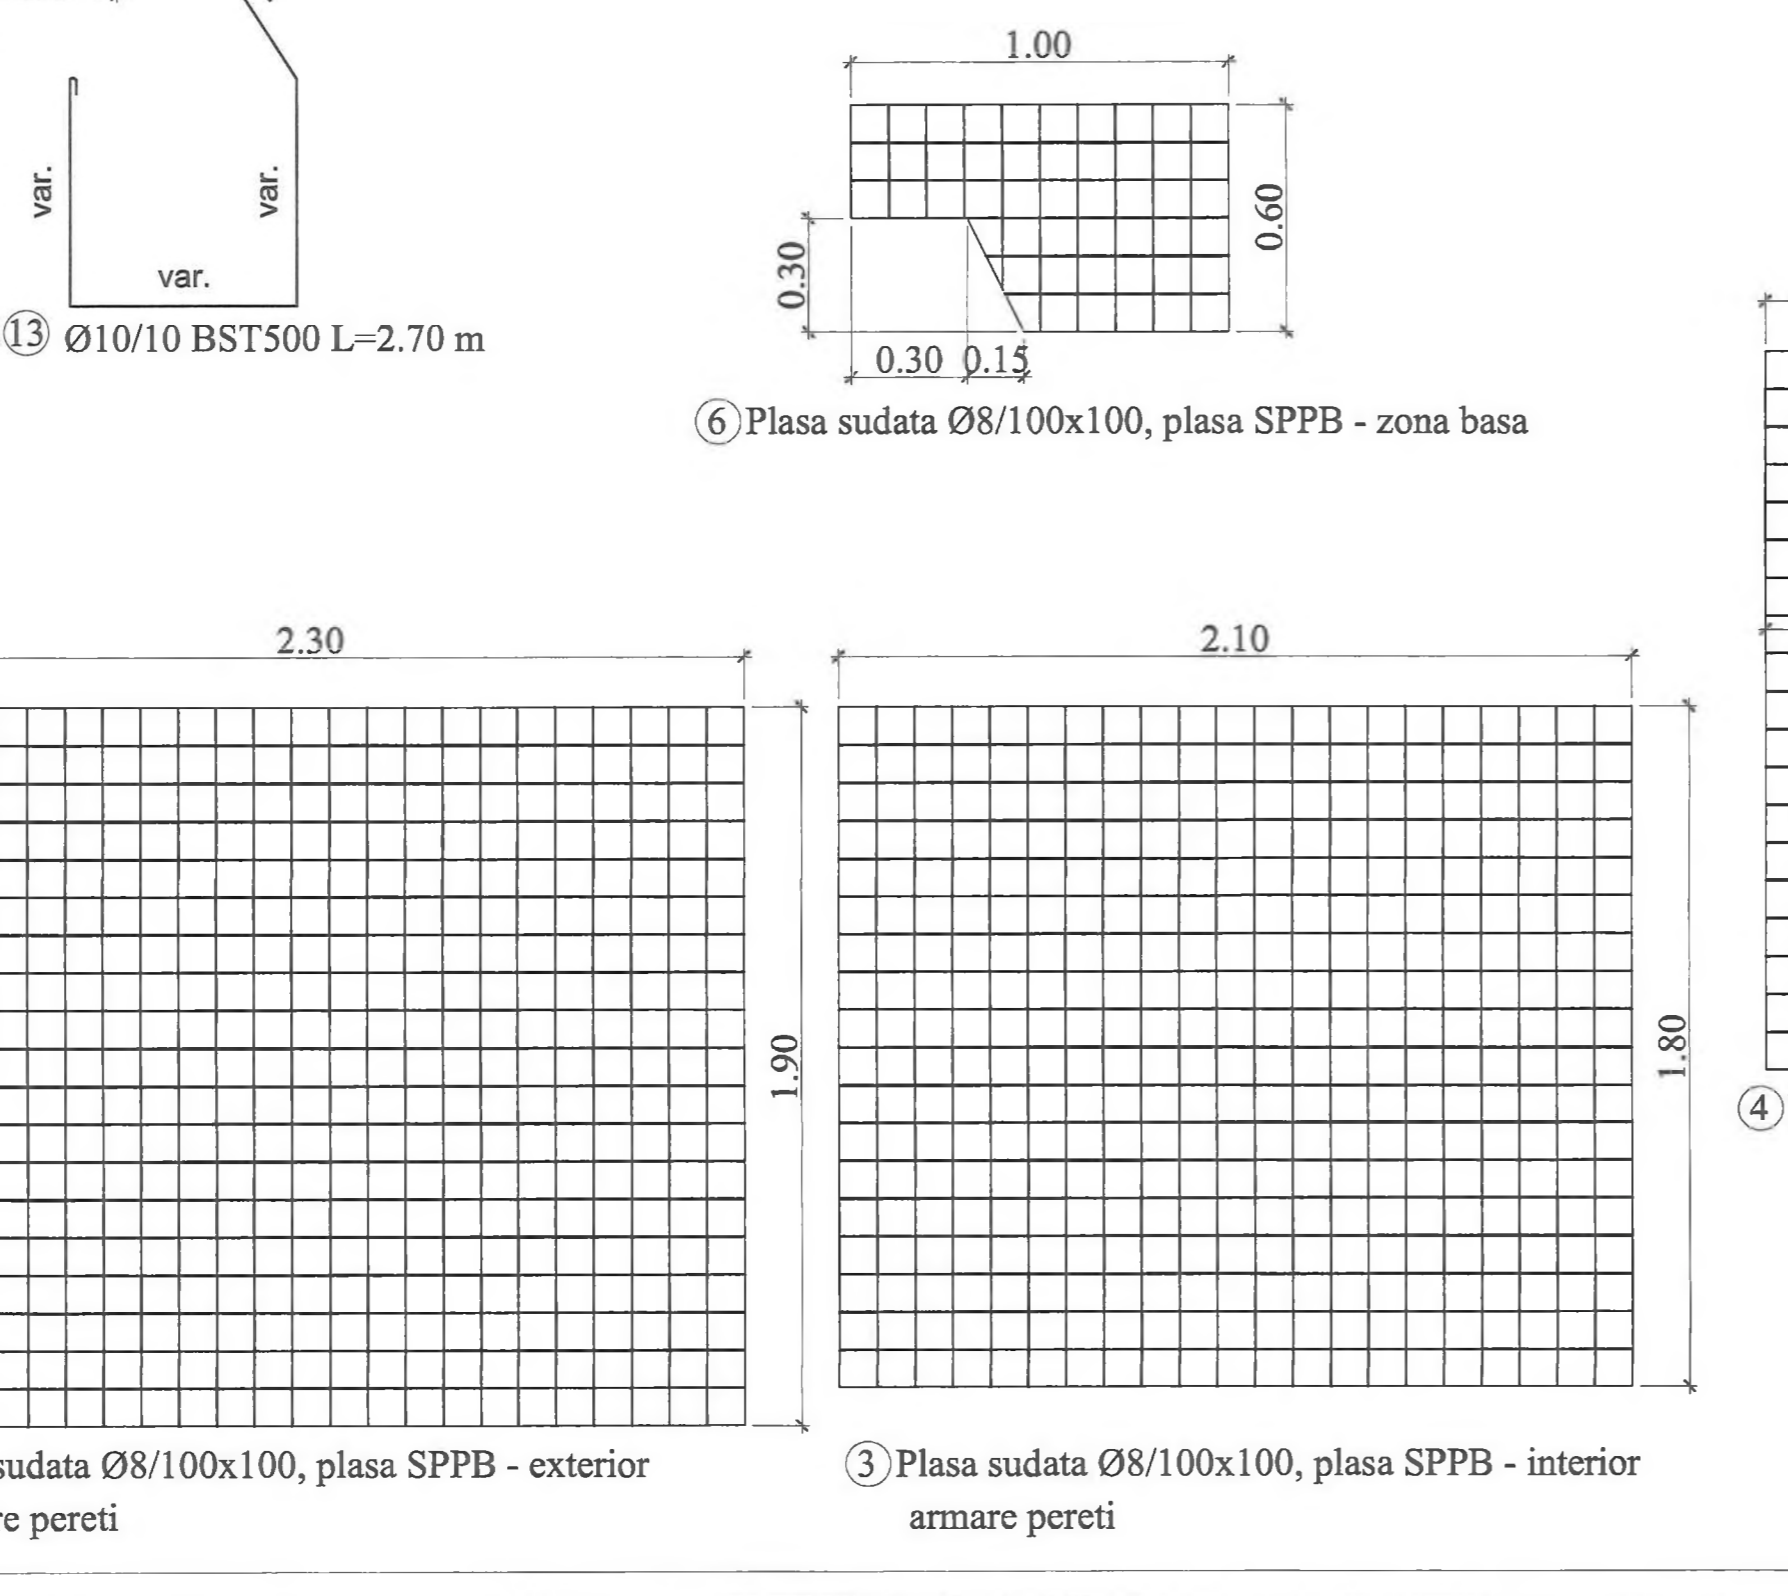 1.00
var.
var.
var.
0.60
0.30
0.30 0.15
13 Ø10/10 BST500 L=2.70 m
6 Plasa sudata Ø8/100x100, plasa SPPB - zona basa
2.30
2.10
1.90
1.80
4
sudata Ø8/100x100, plasa SPPB - exterior
pereti
3 Plasa sudata Ø8/100x100, plasa SPPB - interior
armare pereti